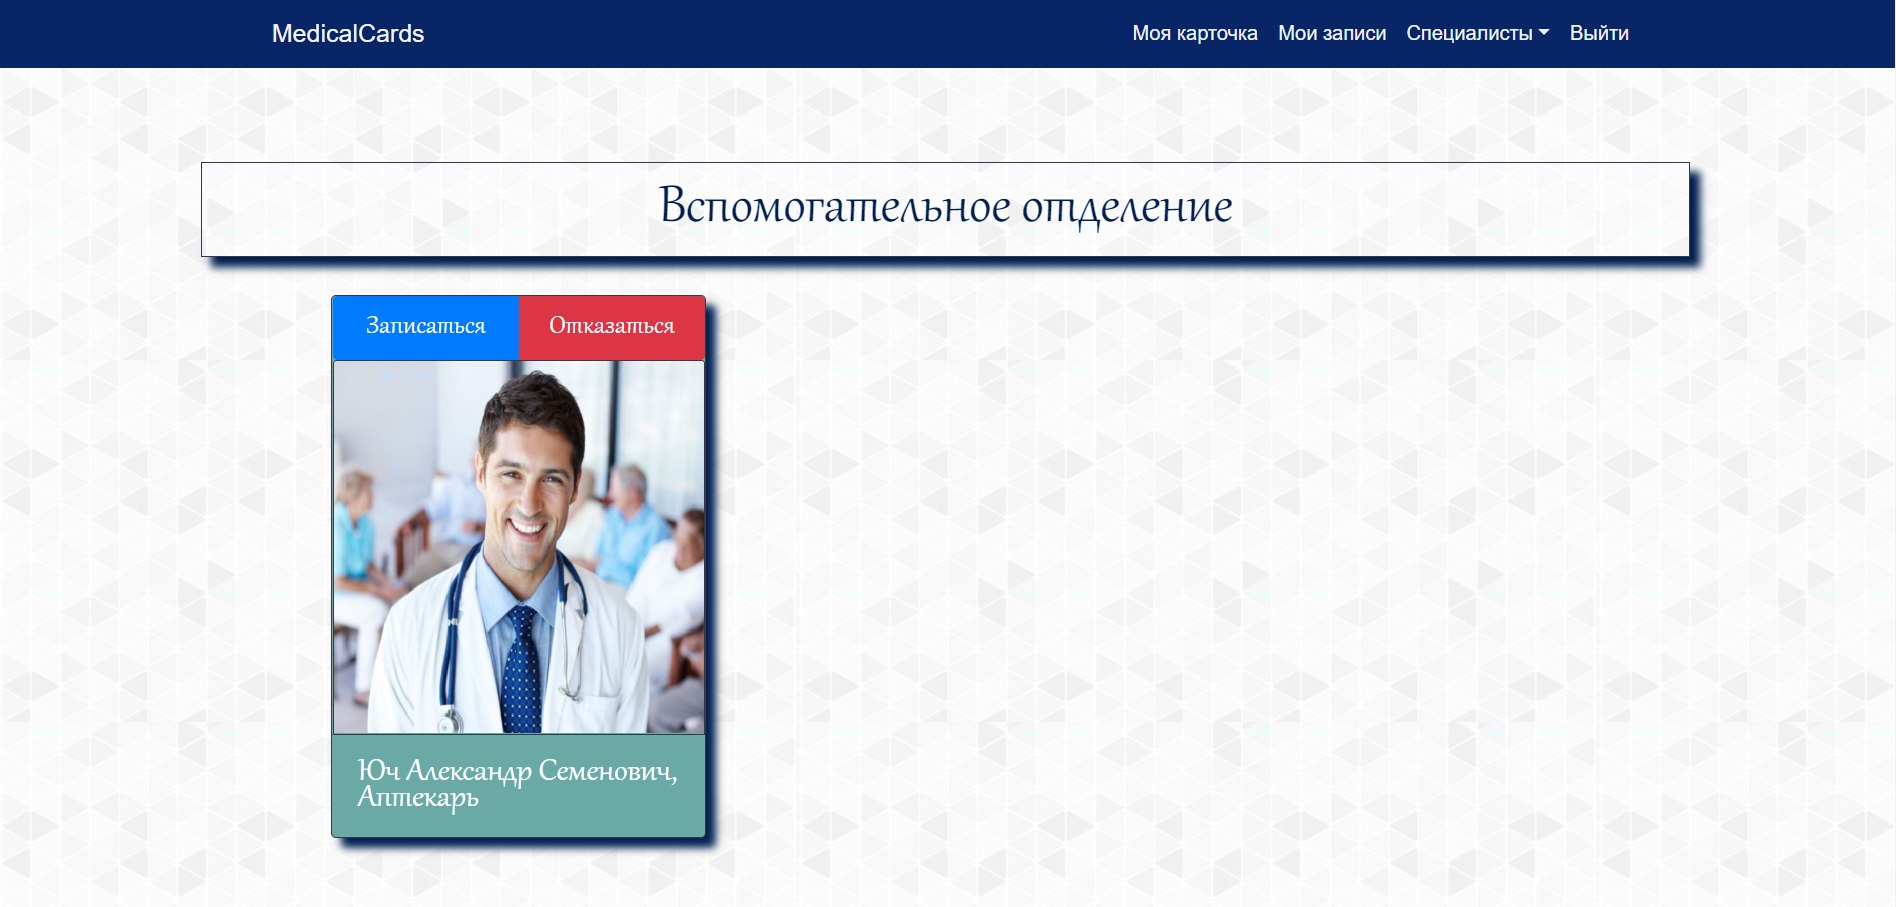 MedicalCards
Моя карточка Мои записи Специалисты Выйти
Вспомогательное отделение
Записаться Отказаться
Юч Александр Семенович,
Аптекарь